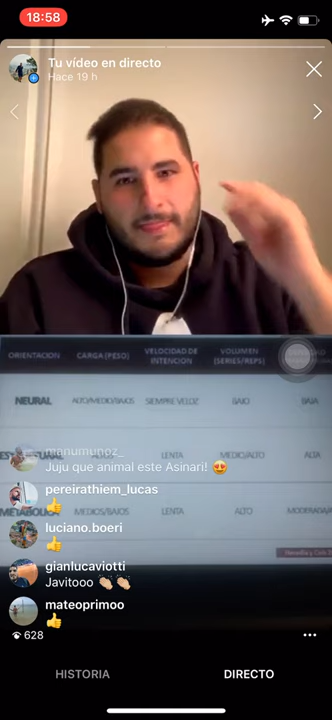 18:58
Tu vídeo en directo
Hace 19 h
ORIENTACION CARGA (PESO) VELOCIDAD DE INTENCION VOLUMEN (SERIES/REPS)
NEURAL ALTO/MEDIO/BAJOS SIEMPRE VELOZ BAJO BAJA
manumunoz_
Juju que animal este Asinari! 😍
LENTA MEDIO/ALTO ALTA
pereirathiem_lucas
👍
MEDIOS/BAJOS LENTA ALTO
luciano.boeri
👍
gianlucaviotti
Javitooo 👏🏻👏🏻
mateoprimoo
👍
628
HISTORIA
DIRECTO